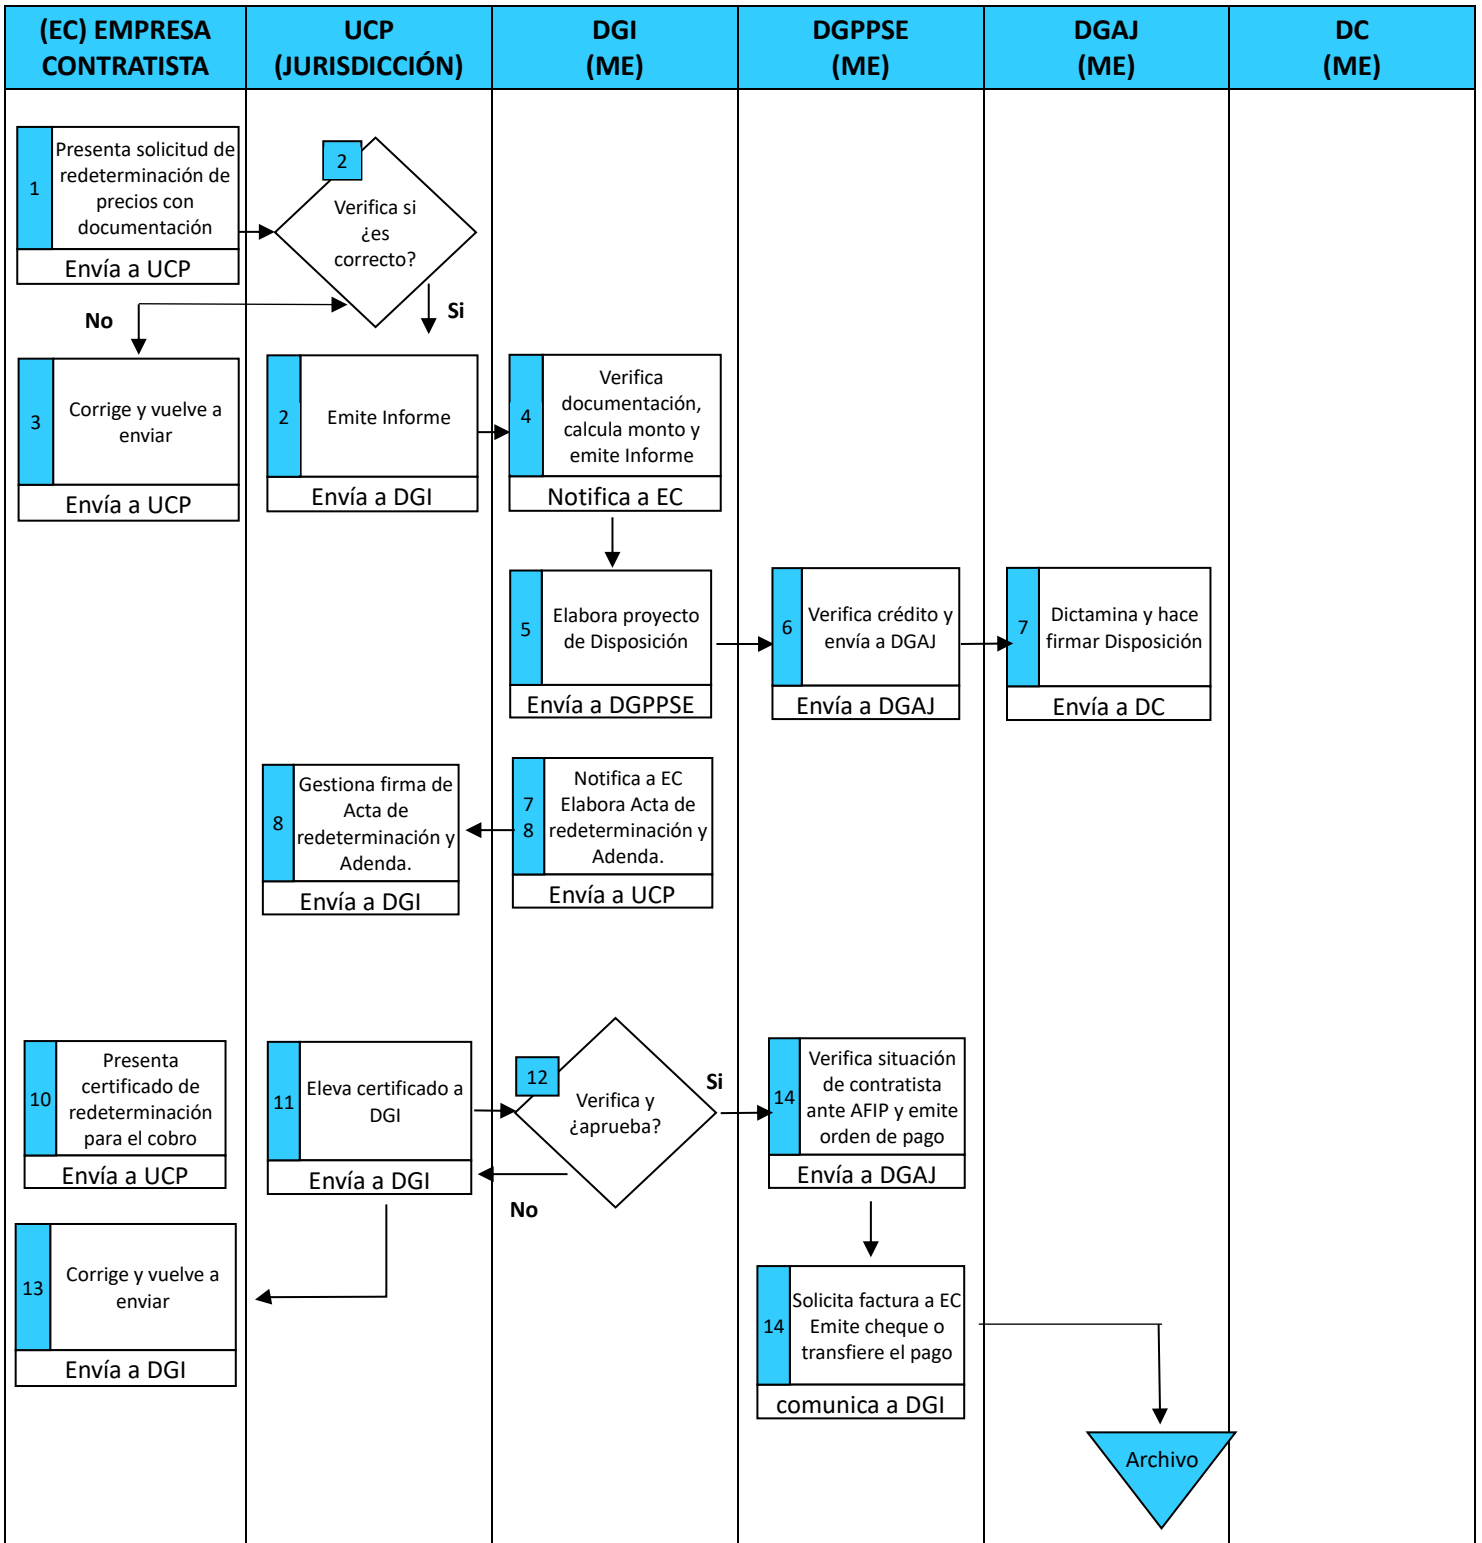 (EC) EMPRESA
CONTRATISTA
UCP
(JURISDICCIÓN)
DGI
(ME)
DGPPSE
(ME)
DGAJ
(ME)
DC
(ME)
1
Presenta solicitud de
redeterminación de
precios con
documentación
Envía a UCP
2
Verifica si
¿es
correcto?
No
Si
3
Corrige y vuelve a
enviar
Envía a UCP
2
Emite Informe
Envía a DGI
4
Verifica
documentación,
calcula monto y
emite Informe
Notifica a EC
5
Elabora proyecto
de Disposición
Envía a DGPPSE
6
Verifica crédito y
envía a DGAJ
Envía a DGAJ
7
Dictamina y hace
firmar Disposición
Envía a DC
8
Gestiona firma de
Acta de
redeterminación y
Adenda.
Envía a DGI
7
8
Notifica a EC
Elabora Acta de
redeterminación y
Adenda.
Envía a UCP
10
Presenta
certificado de
redeterminación
para el cobro
Envía a UCP
11
Eleva certificado a
DGI
Envía a DGI
12
Verifica y
¿aprueba?
Si
No
14
Verifica situación
de contratista
ante AFIP y emite
orden de pago
Envía a DGAJ
13
Corrige y vuelve a
enviar
Envía a DGI
14
Solicita factura a EC
Emite cheque o
transfiere el pago
comunica a DGI
Archivo